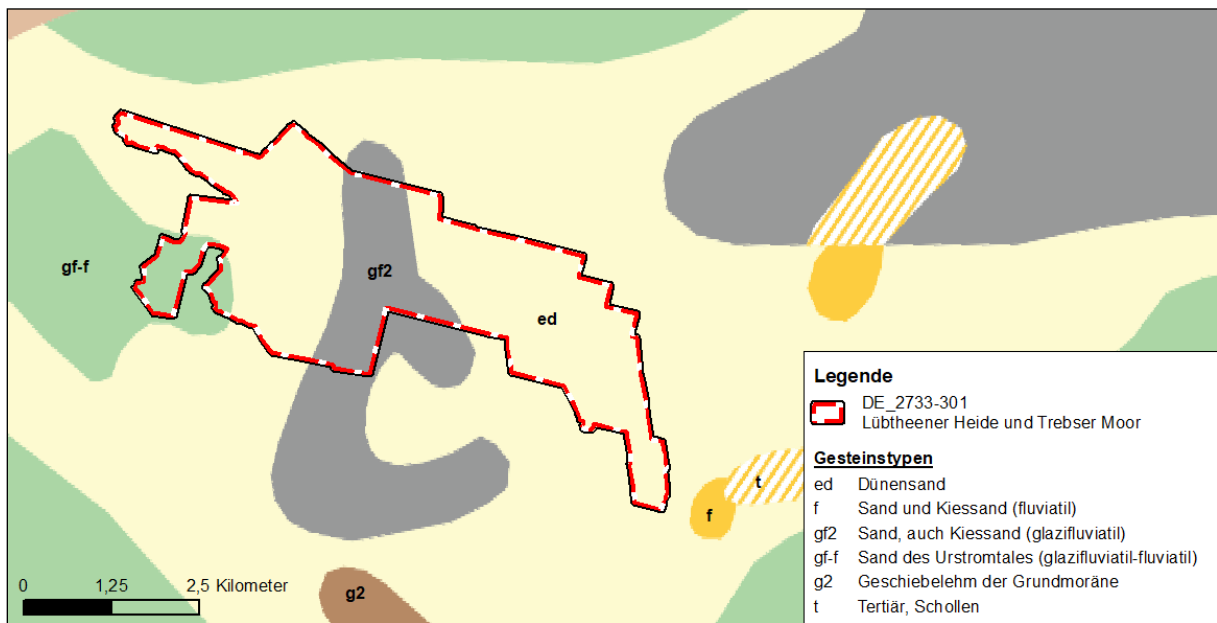 gf-f
gf2
ed
t
f
g2
0 1,25 2,5 Kilometer
Legende
DE_2733-301
Lübtheener Heide und Trebser Moor
Gesteinstypen
ed Dünensand
f Sand und Kiessand (fluviatil)
gf2 Sand, auch Kiessand (glazifluviatil)
gf-f Sand des Urstromtales (glazifluviatil-fluviatil)
g2 Geschiebelehm der Grundmoräne
t Tertiär, Schollen